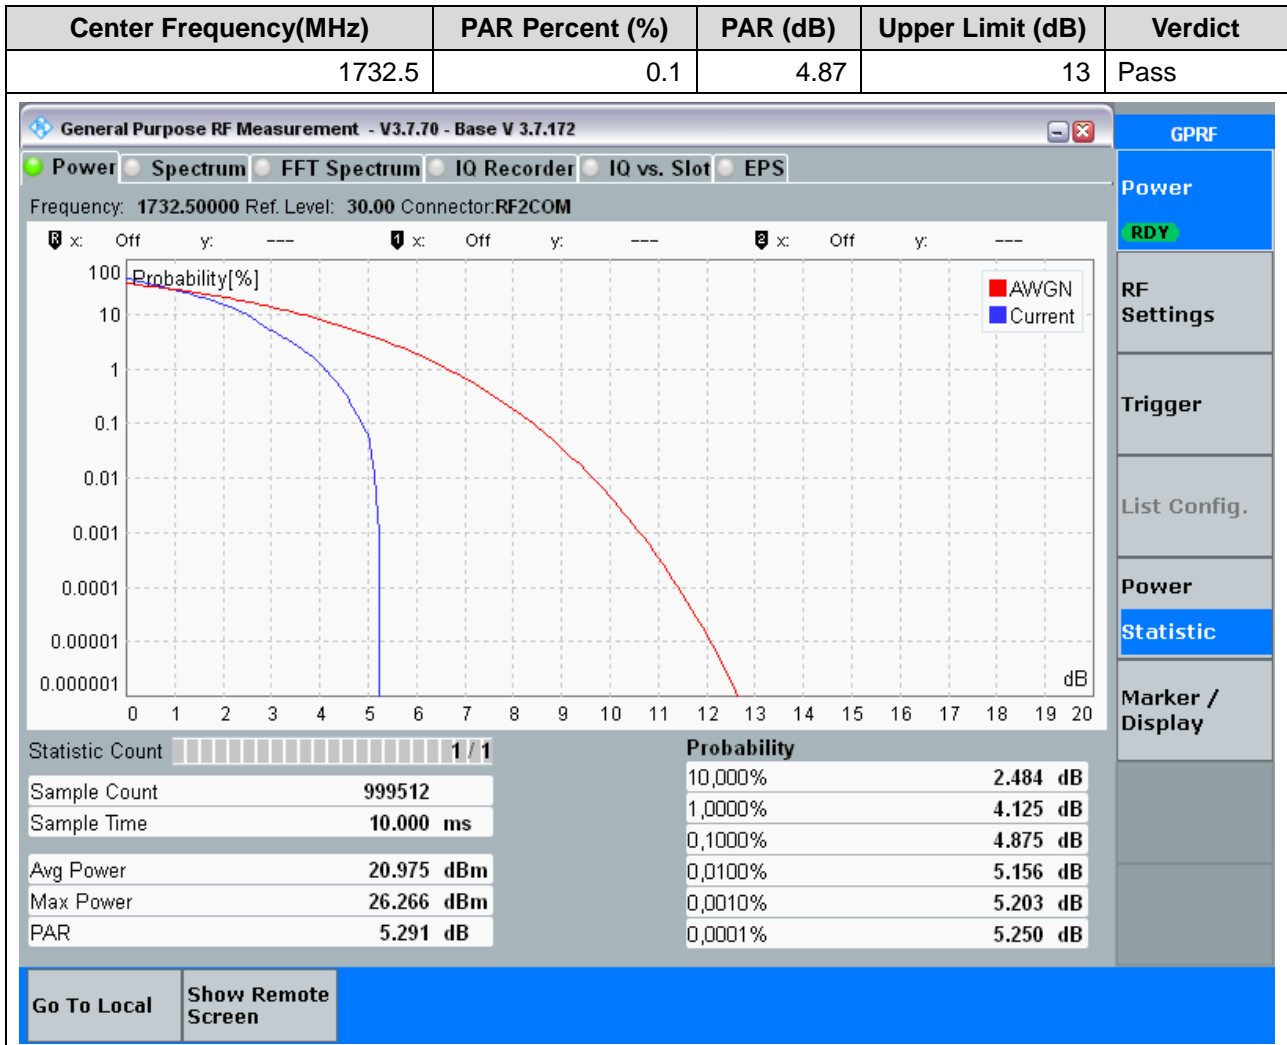 Center Frequency(MHz) PAR Percent (%) PAR (dB) Upper Limit (dB) Verdict
1732.5 0.1 4.87 13 Pass
General Purpose RF Measurement - V3.7.70 - Base V 3.7.172
GPRF
Power Spectrum FFT Spectrum IQ Recorder IQ vs. Slot EPS
Frequency: 1732.50000 Ref. Level: 30.00 Connector:RF2COM
R x: Off y: --- 1 x: Off y: --- 2 x: Off y: ---
Probability[%]
AWGN
Current
100
10
1
0.1
0.01
0.001
0.0001
0.00001
0.000001
dB
0 1 2 3 4 5 6 7 8 9 10 11 12 13 14 15 16 17 18 19 20
Statistic Count 1 / 1
Sample Count 999512
Sample Time 10.000 ms
Avg Power 20.975 dBm
Max Power 26.266 dBm
PAR 5.291 dB
Probability
10,000% 2.484 dB
1,0000% 4.125 dB
0,1000% 4.875 dB
0,0100% 5.156 dB
0,0010% 5.203 dB
0,0001% 5.250 dB
Power
RDY
RF
Settings
Trigger
List Config.
Power
Statistic
Marker /
Display
Go To Local
Show Remote
Screen